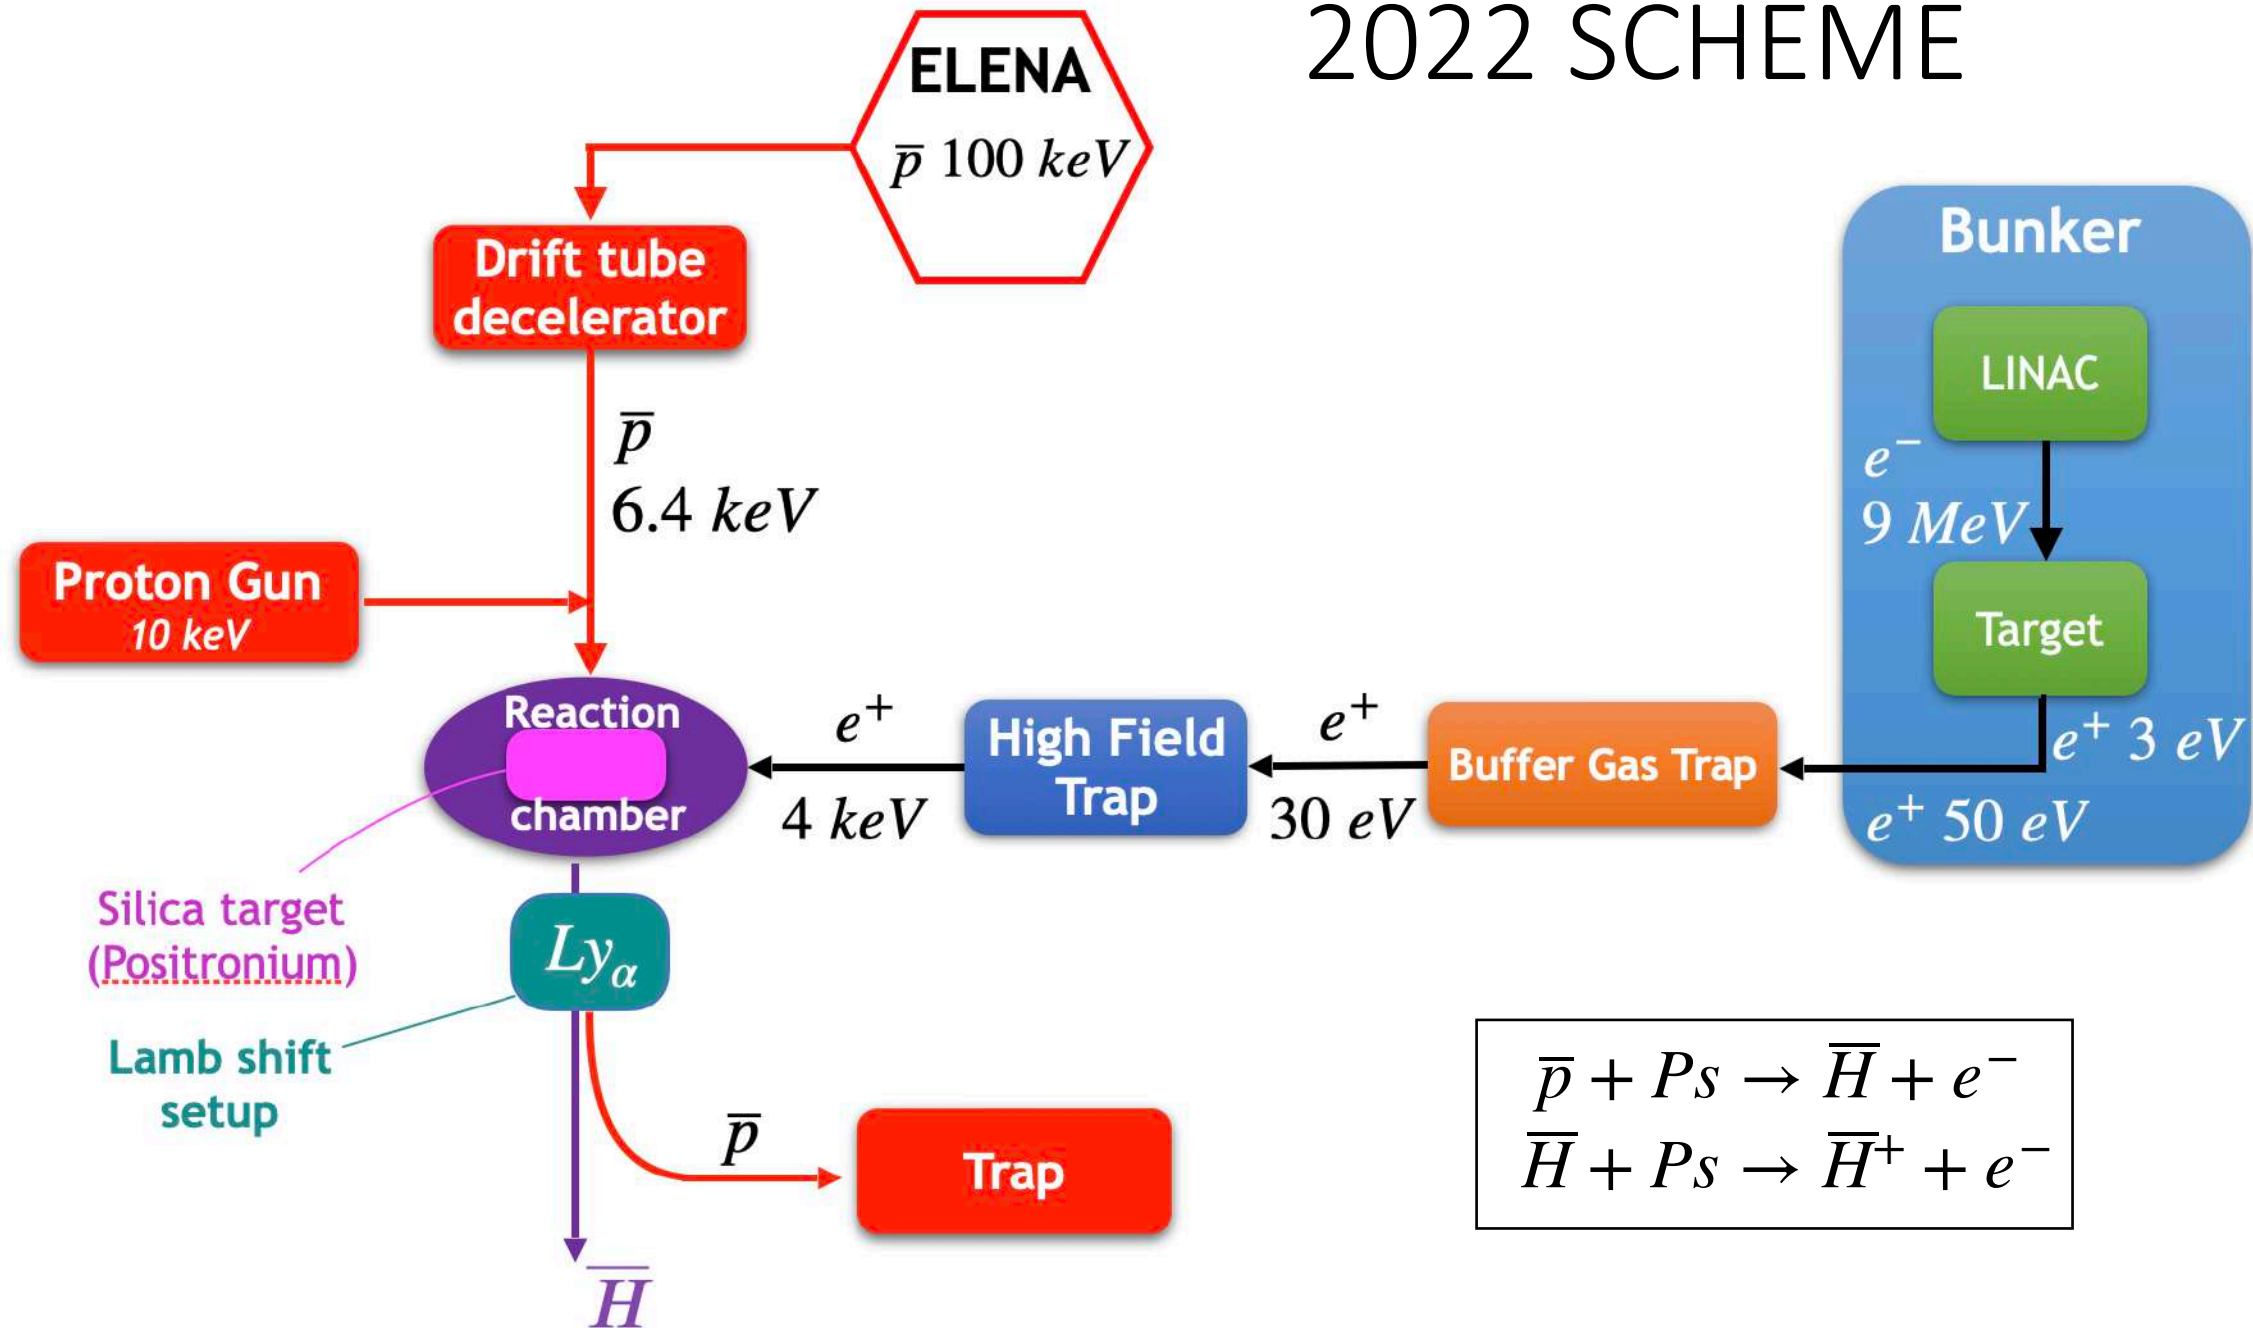 2022 SCHEME
ELENA
p̅ 100 keV
Drift tube
decelerator
p̅
6.4 keV
Proton Gun
10 keV
Bunker
LINAC
e⁻
9 MeV
Target
e⁺ 3 eV
e⁺ 50 eV
Buffer Gas Trap
e⁺
30 eV
High Field
Trap
e⁺
4 keV
Reaction
chamber
Silica target
(Positronium)
Lyα
Lamb shift
setup
p̅
Trap
H̅
p̅ + Ps → H̅ + e⁻
H̅ + Ps → H̅⁺ + e⁻